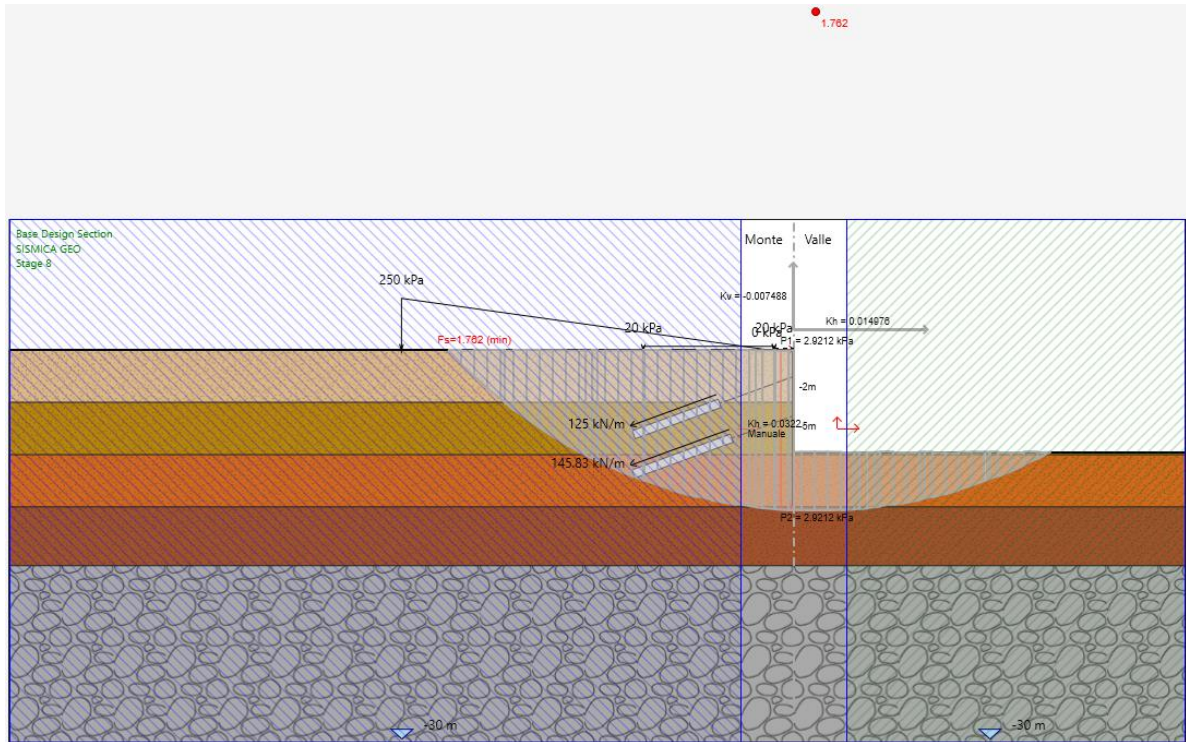 1.762
Base Design Section
SISMICA GEO
Stage 8
Monte
Valle
250 kPa
Kv = -0.007488
Kh = 0.014976
20 kPa
20 kPa
0 kPa
Fs=1.762 (min)
P1 = 2.9212 kPa
-2m
125 kN/m
Kh = 0.0322
-5m
Manuale
145.83 kN/m
P2 = 2.9212 kPa
-30 m
-30 m